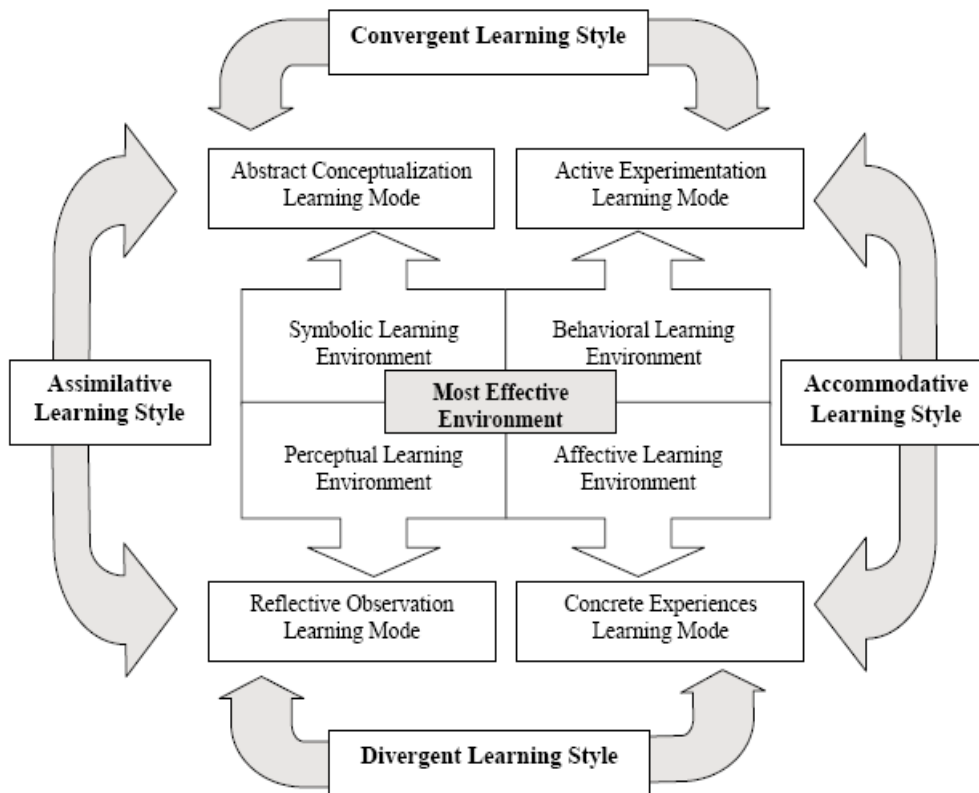 Convergent Learning Style
Abstract Conceptualization
Learning Mode
Active Experimentation
Learning Mode
Symbolic Learning
Environment
Behavioral Learning
Environment
Assimilative
Learning Style
Most Effective
Environment
Accommodative
Learning Style
Perceptual Learning
Environment
Affective Learning
Environment
Reflective Observation
Learning Mode
Concrete Experiences
Learning Mode
Divergent Learning Style